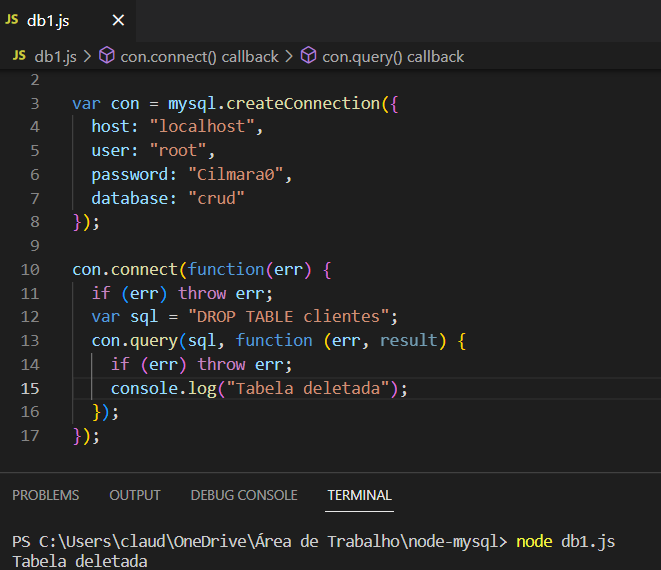 JS db1.js ×
JS db1.js > con.connect() callback > con.query() callback
2
3 var con = mysql.createConnection({
4   host: "localhost",
5   user: "root",
6   password: "Cilmara0",
7   database: "crud"
8 });
9
10 con.connect(function(err) {
11   if (err) throw err;
12   var sql = "DROP TABLE clientes";
13   con.query(sql, function (err, result) {
14     if (err) throw err;
15     console.log("Tabela deletada");
16   });
17 });
PROBLEMS OUTPUT DEBUG CONSOLE TERMINAL
PS C:\Users\claud\OneDrive\Área de Trabalho\node-mysql> node db1.js
Tabela deletada